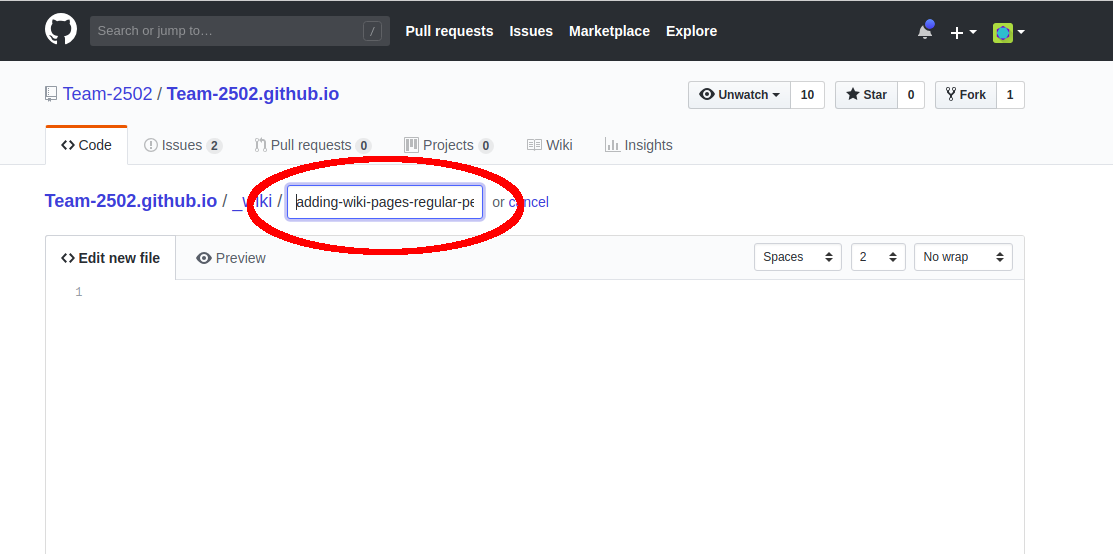 Search or jump to… / Pull requests Issues Marketplace Explore
Team-2502 / Team-2502.github.io Unwatch 10 Star 0 Fork 1
Code Issues 2 Pull requests 0 Projects 0 Wiki Insights
Team-2502.github.io / _wiki / adding-wiki-pages-regular-pe or cancel
Edit new file Preview Spaces 2 No wrap
1